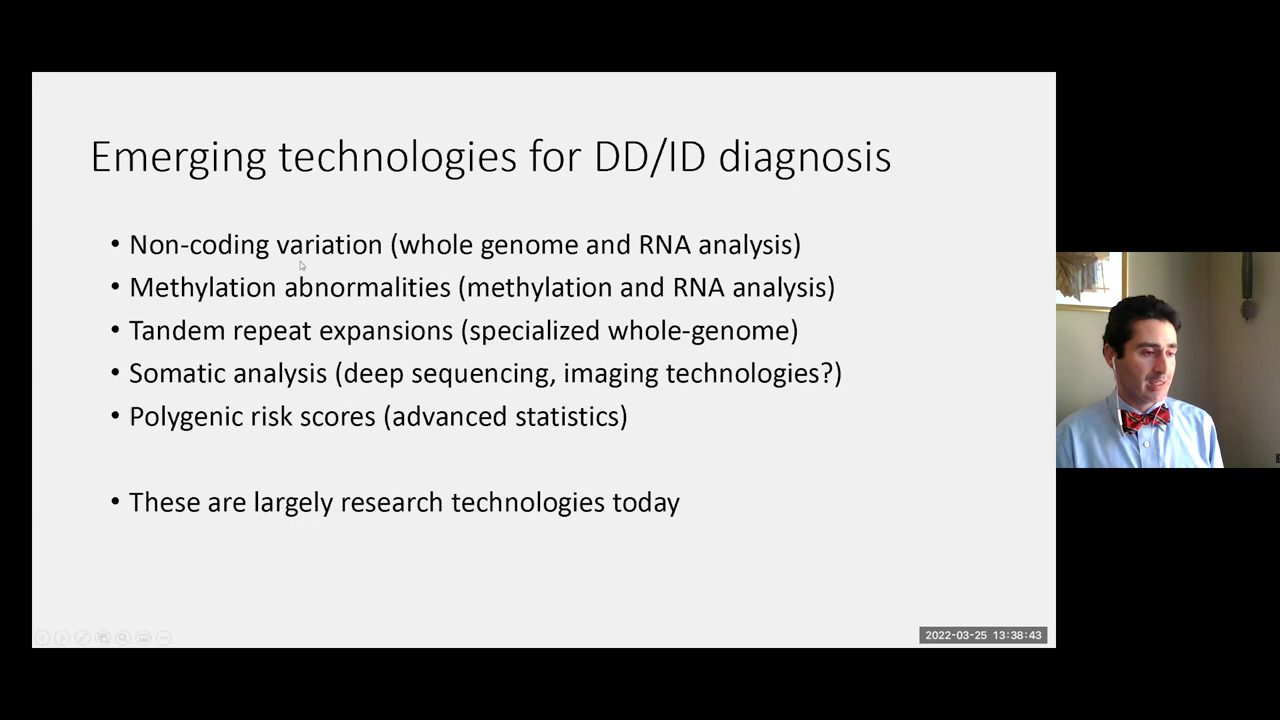 Emerging technologies for DD/ID diagnosis
• Non-coding variation (whole genome and RNA analysis)
• Methylation abnormalities (methylation and RNA analysis)
• Tandem repeat expansions (specialized whole-genome)
• Somatic analysis (deep sequencing, imaging technologies?)
• Polygenic risk scores (advanced statistics)
• These are largely research technologies today
2022-03-25 13:38:43